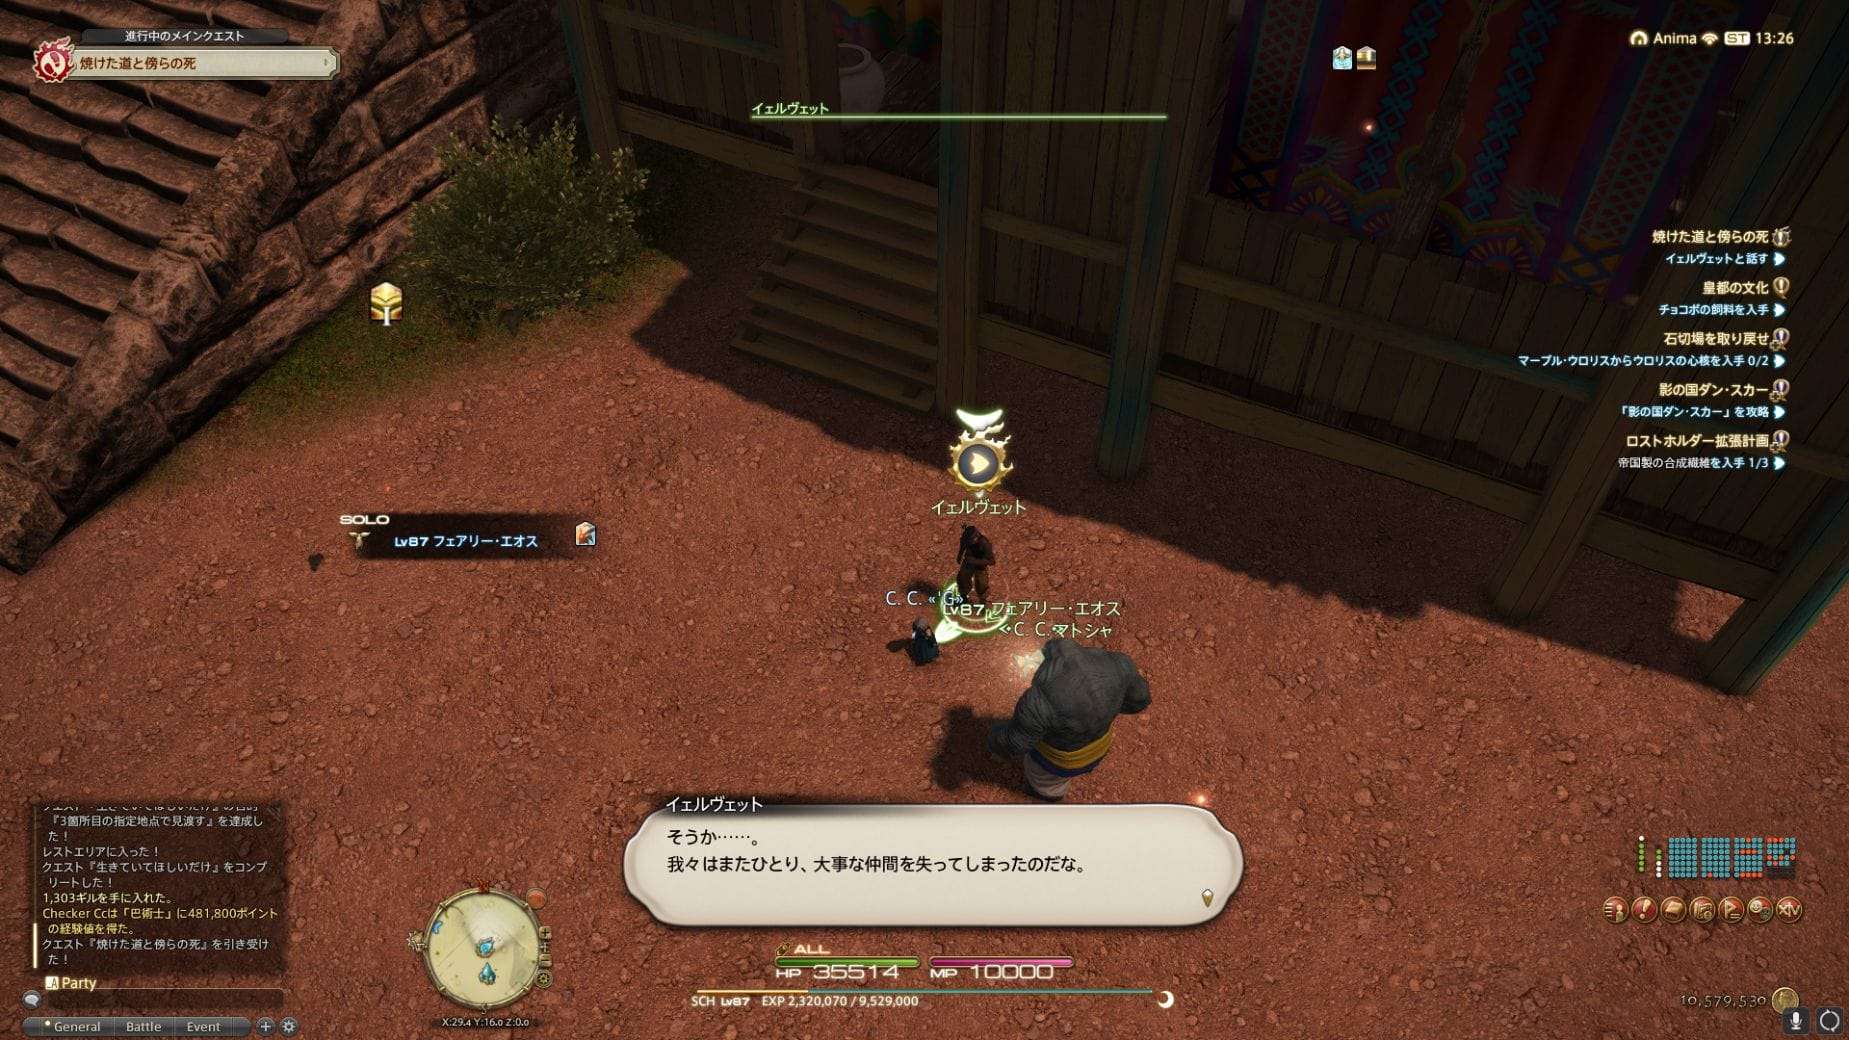 進行中のメインクエスト
焼けた道と傍らの死
Anima ST 13:26
イェルヴェット
焼けた道と傍らの死
イェルヴェットと話す
皇都の文化
チョコボの飼料を入手
石切場を取り戻せ
マーブル・ウロリスからウロリスの心核を入手 0/2
影の国ダン・スカー
「影の国ダン・スカー」を攻略
ロストホルダー拡張計画
帝国製の合成繊維を入手 1/3
イェルヴェット
SOLO
Lv87 フェアリー・エオス
C. C. «'G»
Lv87 フェアリー・エオス
C. C.マトシャ
イェルヴェット
そうか……。
我々はまたひとり、大事な仲間を失ってしまったのだな。
『3箇所目の指定地点で見渡す』を達成し
た！
レストエリアに入った！
クエスト『生きていてほしいだけ』をコンプ
リートした！
1,303ギルを手に入れた。
Checker Ccは「巴術士」に481,800ポイント
の経験値を得た。
クエスト『焼けた道と傍らの死』を引き受け
た！
Party
General Battle Event
X:29.4 Y:16.0 Z:0.0
ALL
HP 35514 MP 10000
SCH Lv87 EXP 2,320,070 / 9,529,000
XIV
10,579,530